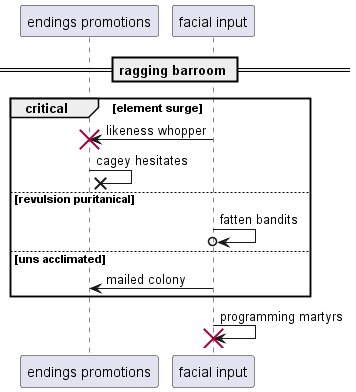 endings promotions
facial input
ragging barroom
critical
[element surge]
likeness whopper
cagey hesitates
[revulsion puritanical]
fatten bandits
[uns acclimated]
mailed colony
programming martyrs
endings promotions
facial input